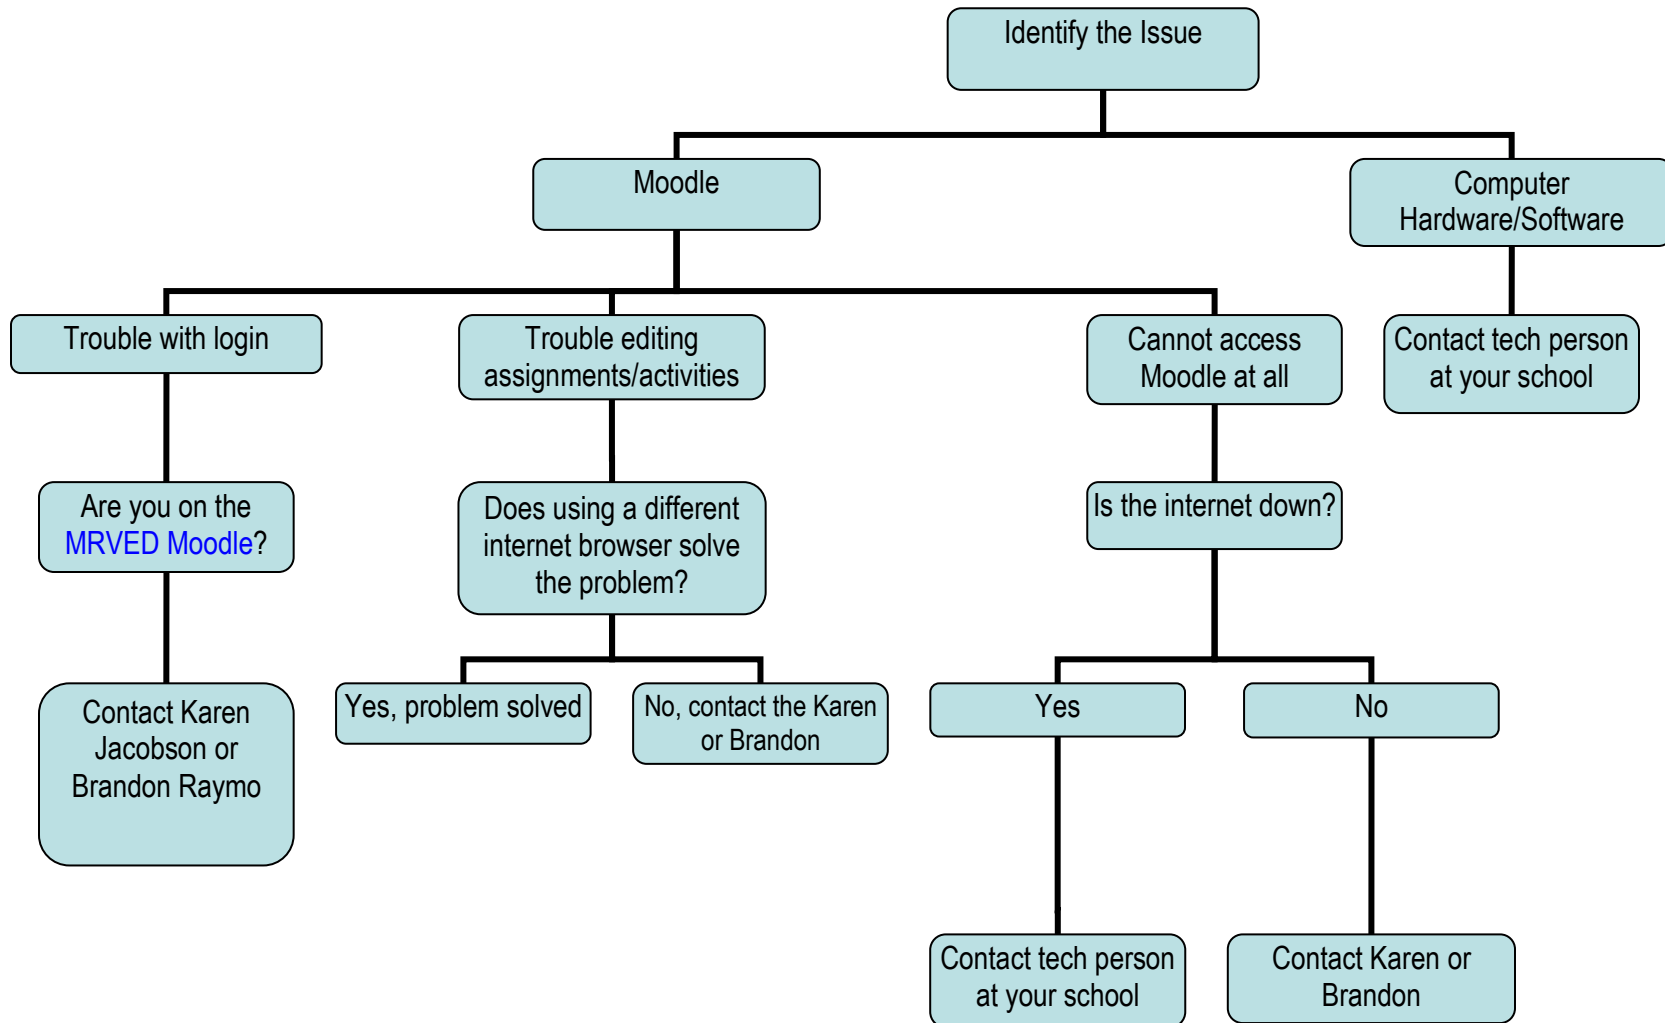 Identify the Issue
Moodle
Computer
Hardware/Software
Trouble with login
Trouble editing
assignments/activities
Cannot access
Moodle at all
Contact tech person
at your school
Are you on the
MRVED Moodle?
Does using a different
internet browser solve
the problem?
Is the internet down?
Contact Karen
Jacobson or
Brandon Raymo
Yes, problem solved
No, contact the Karen
or Brandon
Yes
No
Contact tech person
at your school
Contact Karen or
Brandon